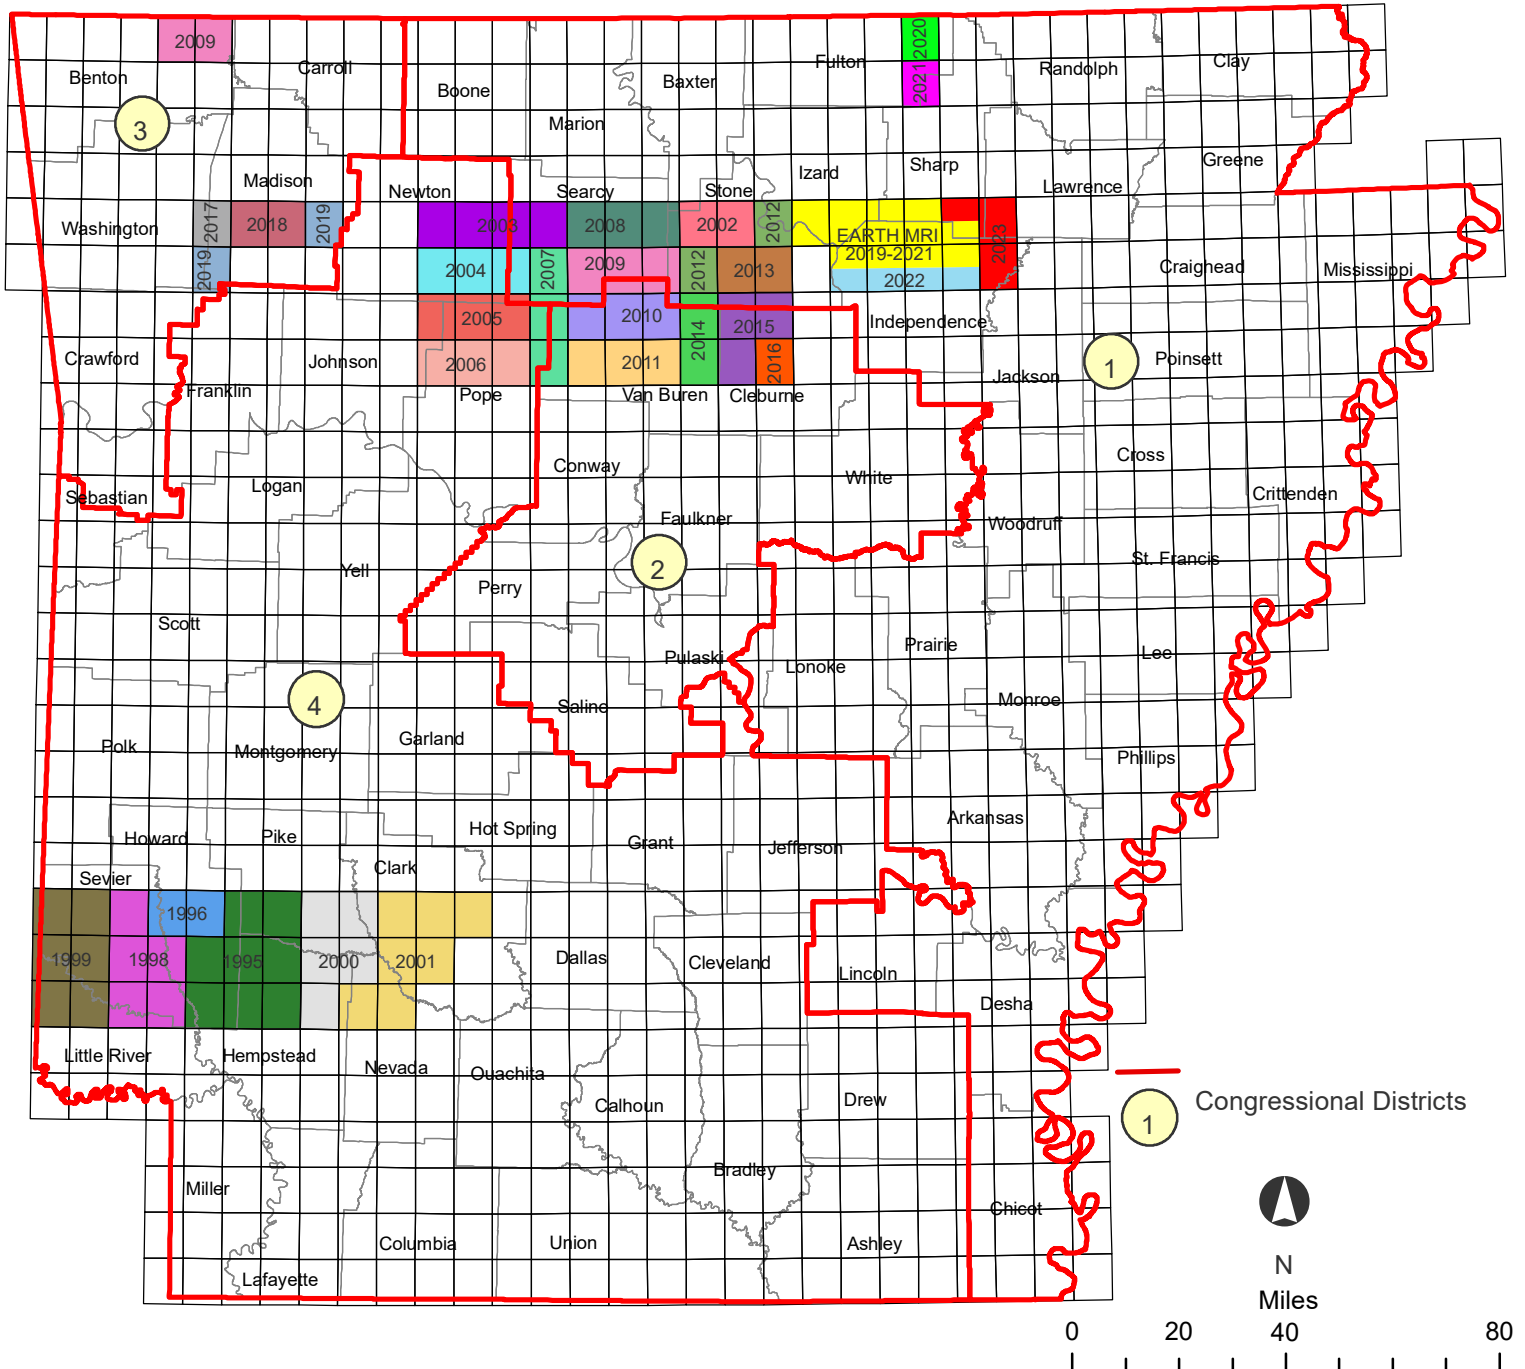 2009
2020
Fulton
Clay
Carroll
Randolph
Benton
Baxter
2021
Boone
Marion
3
Greene
Sharp
Izard
Madison
Lawrence
Newton
Searcy
Stone
2017
2018
2019
2003
2008
2002
2012
Washington
EARTH MRI
2019-2021
2023
2019
2004
2007
2009
2012
2013
2022
Craighead
Mississippi
2005
2010
2014
2015
Independence
Crawford
Johnson
2006
2011
2016
1
Poinsett
Jackson
Franklin
Pope
Van Buren
Cleburne
Cross
Conway
White
Logan
Sebastian
Crittenden
Faulkner
Woodruff
St. Francis
Yell
2
Perry
Scott
Prairie
Lee
Pulaski
Lonoke
Monroe
4
Saline
Garland
Polk
Montgomery
Phillips
Arkansas
Hot Spring
Howard
Pike
Grant
Jefferson
Clark
Sevier
1996
1999
1998
1995
2000
2001
Dallas
Cleveland
Lincoln
Desha
Little River
Hempstead
Nevada
Ouachita
Calhoun
Drew
Congressional Districts
1
Bradley
Miller
Chicot
Columbia
Union
Ashley
N
Lafayette
Miles
0 20 40 80